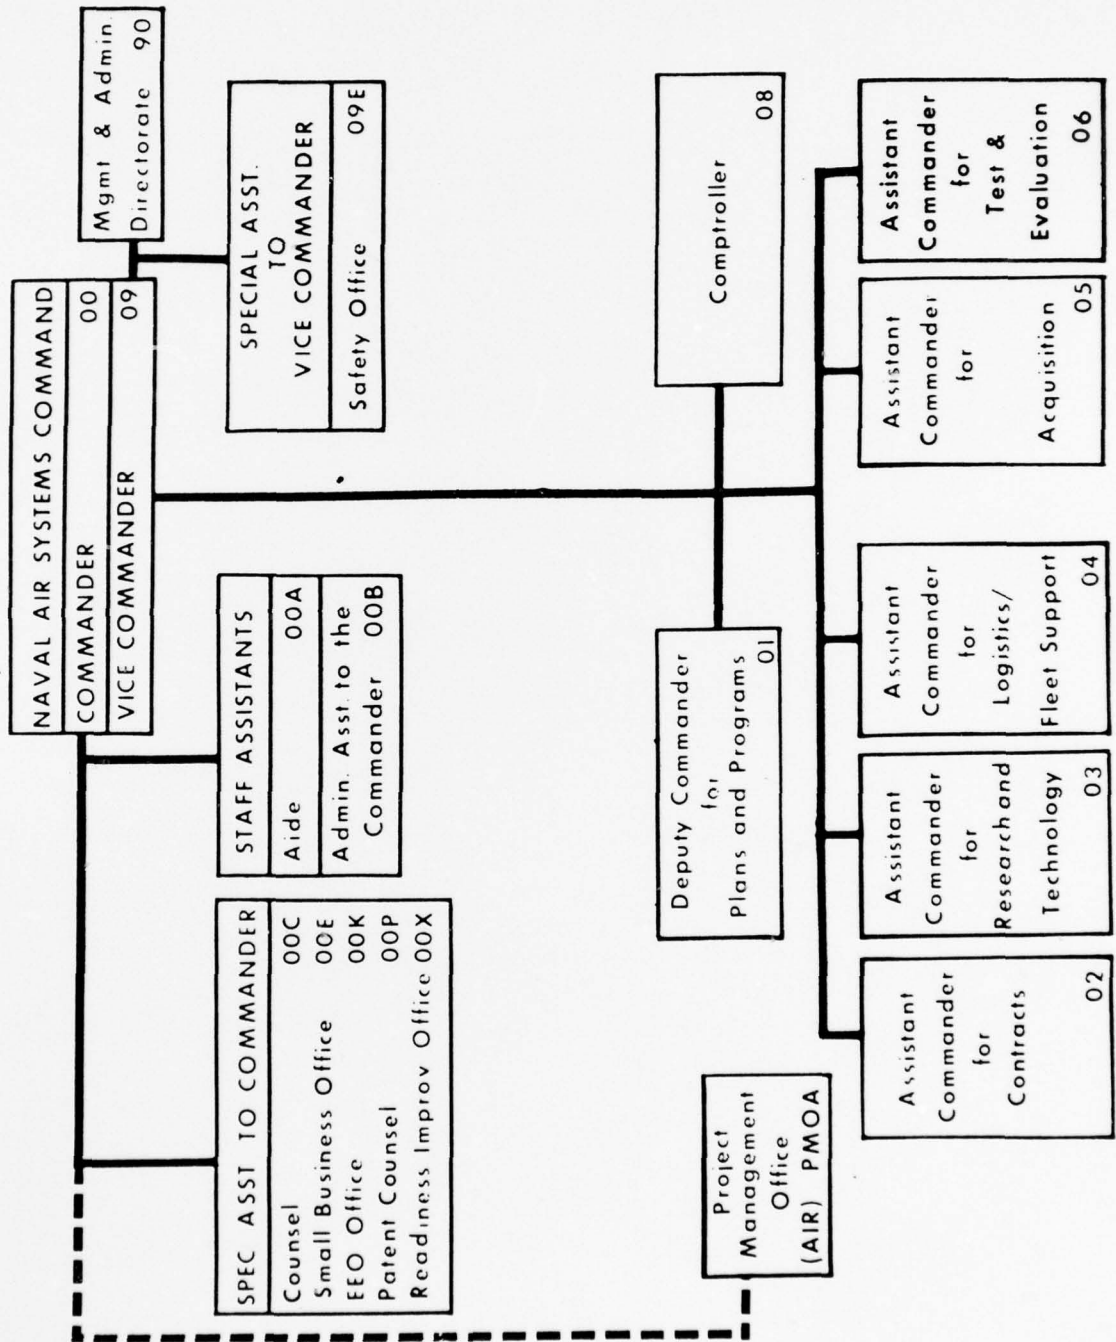 NAVAL AIR SYSTEMS COMMAND
COMMANDER 00
VICE COMMANDER 09
Mgmt & Admin.
Directorate 90
SPEC ASST TO COMMANDER
Counsel 00C
Small Business Office 00E
EEO Office 00K
Patent Counsel 00P
Readiness Improv Office 00X
STAFF ASSISTANTS
Aide 00A
Admin. Asst. to the
Commander 00B
SPECIAL ASST.
TO
VICE COMMANDER
Safety Office 09E
Project
Management
Office
(AIR) PMOA
Deputy Commander
for
Plans and Programs
01
Comptroller
08
Assistant
Commander
for
Contracts
02
Assistant
Commander
for
Research and
Technology
03
Assistant
Commander
for
Logistics/
Fleet Support
04
Assistant
Commander
for
Acquisition
05
Assistant
Commander
for
Test &
Evaluation
06